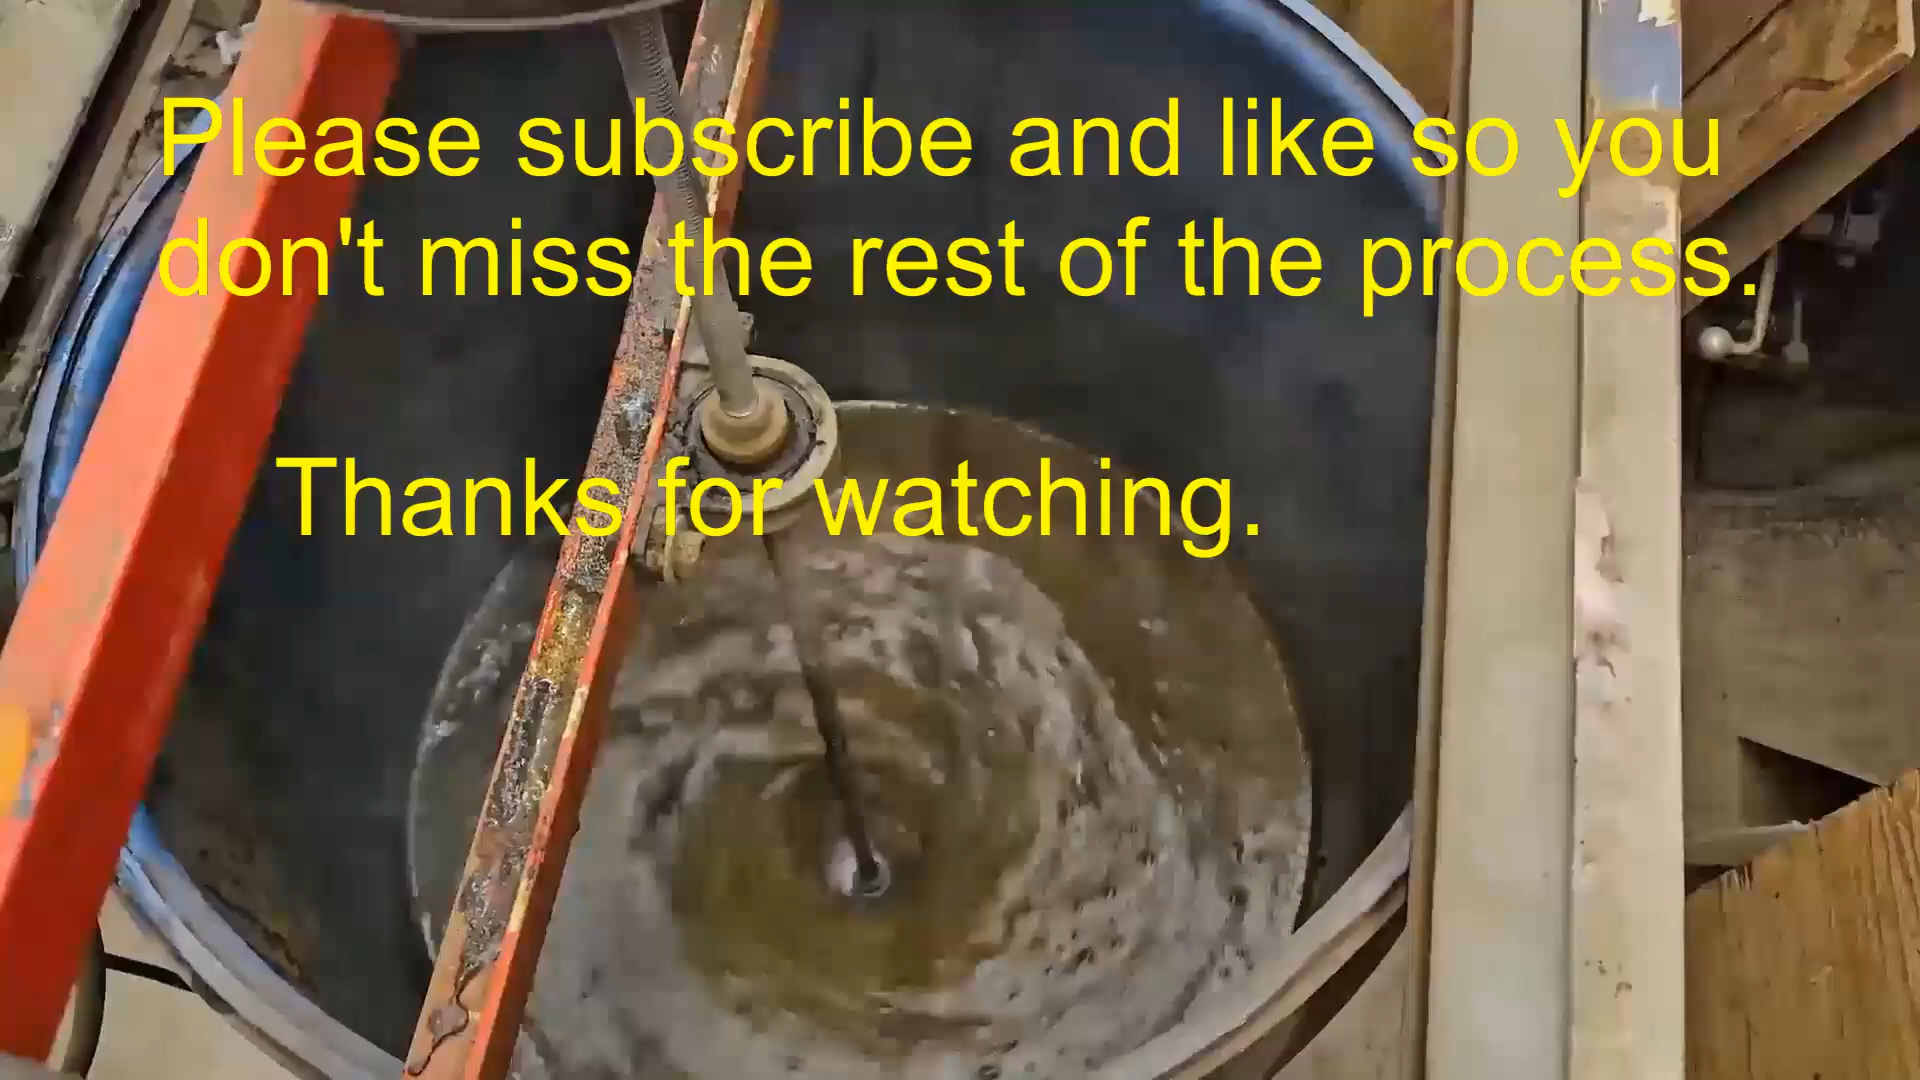 Please subscribe and like so you
don't miss the rest of the process.
Thanks for watching.